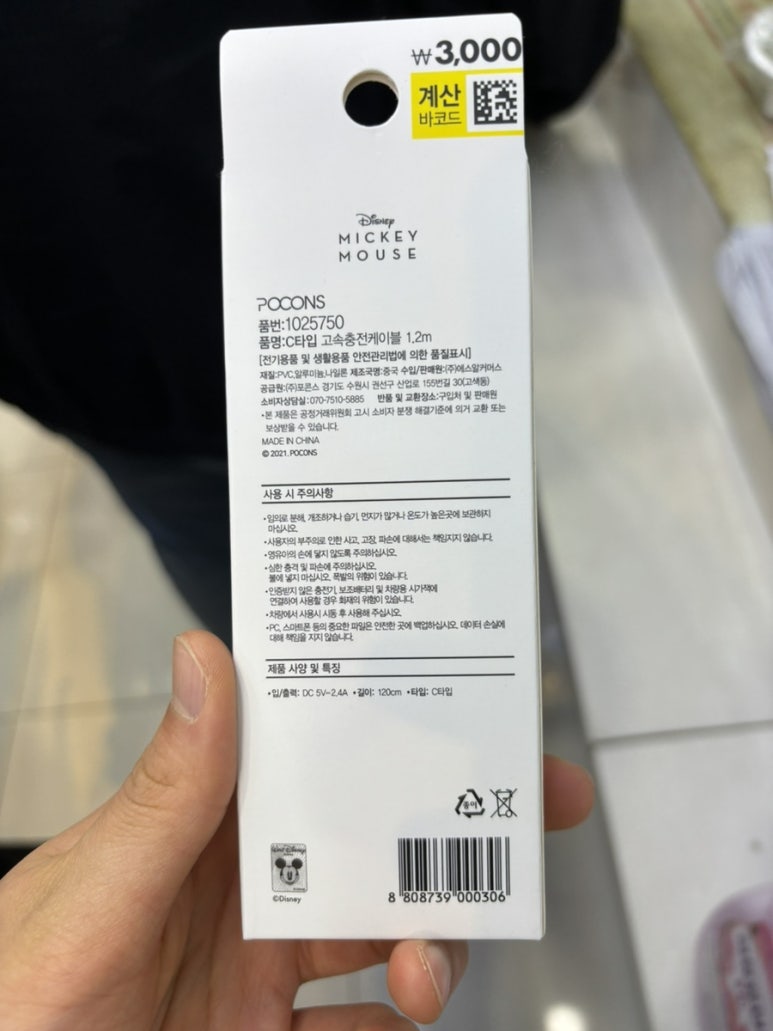 ₩3,000
계산
바코드
Disney
MICKEY
MOUSE
POCONS
품번:1025750
품명:C타입 고속충전케이블 1.2m
[전기용품 및 생활용품 안전관리법에 의한 품질표시]
재질:PVC,알루미늄,나일론 제조국명:중국 수입/판매원:(주)에스알커머스
공급원:(주)포콘스 경기도 수원시 권선구 산업로 155번길 30(고색동)
소비자상담실:070-7510-5885 반품 및 교환장소:구입처 및 판매원
•본 제품은 공정거래위원회 고시 소비자 분쟁 해결기준에 의거 교환 또는
보상받을 수 있습니다.
MADE IN CHINA
© 2021. POCONS
사용 시 주의사항
•임의로 분해, 개조하거나 습기, 먼지가 많거나 온도가 높은곳에 보관하지
마십시오.
•사용자의 부주의로 인한 사고, 고장, 파손에 대해서는 책임지지 않습니다.
•영유아의 손에 닿지 않도록 주의하십시오.
•심한 충격 및 파손에 주의하십시오.
불에 넣지 마십시오. 폭발의 위험이 있습니다.
•인증받지 않은 충전기, 보조배터리 및 차량용 시가잭에
연결하여 사용할 경우 화재의 위험이 있습니다.
•차량에서 사용시 시동 후 사용해 주십시오.
•PC, 스마트폰 등의 중요한 파일은 안전한 곳에 백업하십시오. 데이터 손실에
대해 책임을 지지 않습니다.
제품 사양 및 특징
•입/출력: DC 5V-2.4A •길이: 120cm •타입: C타입
종이
Walt Disney
©Disney
8 808739 000306